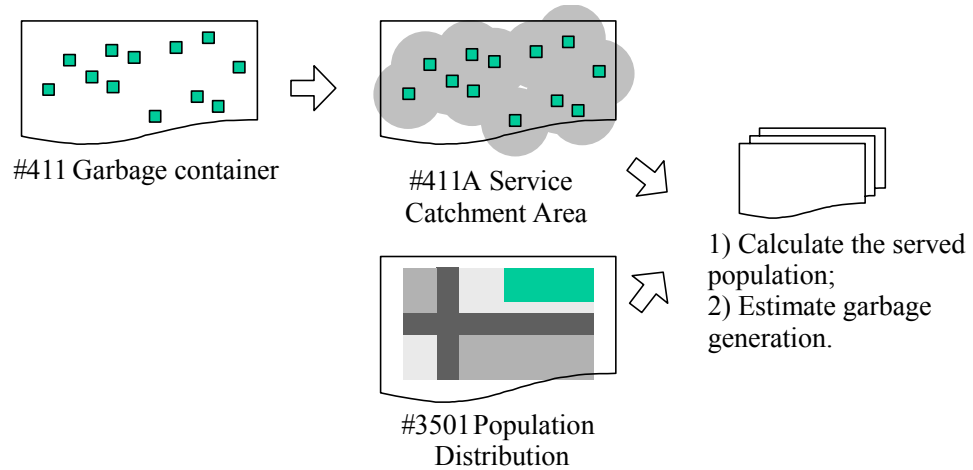 #411 Garbage container
#411A Service
Catchment Area
1) Calculate the served
population;
2) Estimate garbage
generation.
#3501 Population
Distribution